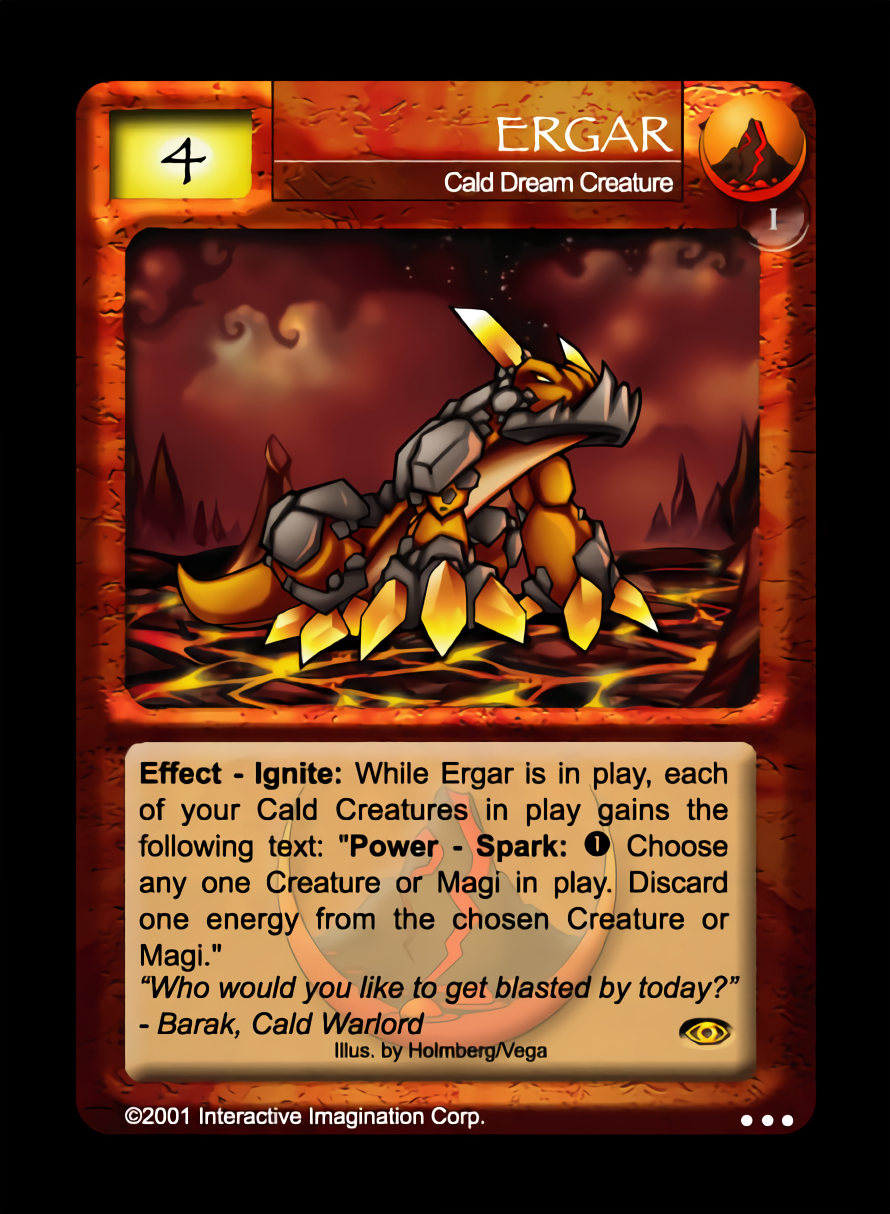 4
ERGAR
Cald Dream Creature
I
Effect - Ignite: While Ergar is in play, each
of your Cald Creatures in play gains the
following text: "Power - Spark: ❶ Choose
any one Creature or Magi in play. Discard
one energy from the chosen Creature or
Magi."
“Who would you like to get blasted by today?”
- Barak, Cald Warlord
Illus. by Holmberg/Vega
©2001 Interactive Imagination Corp.